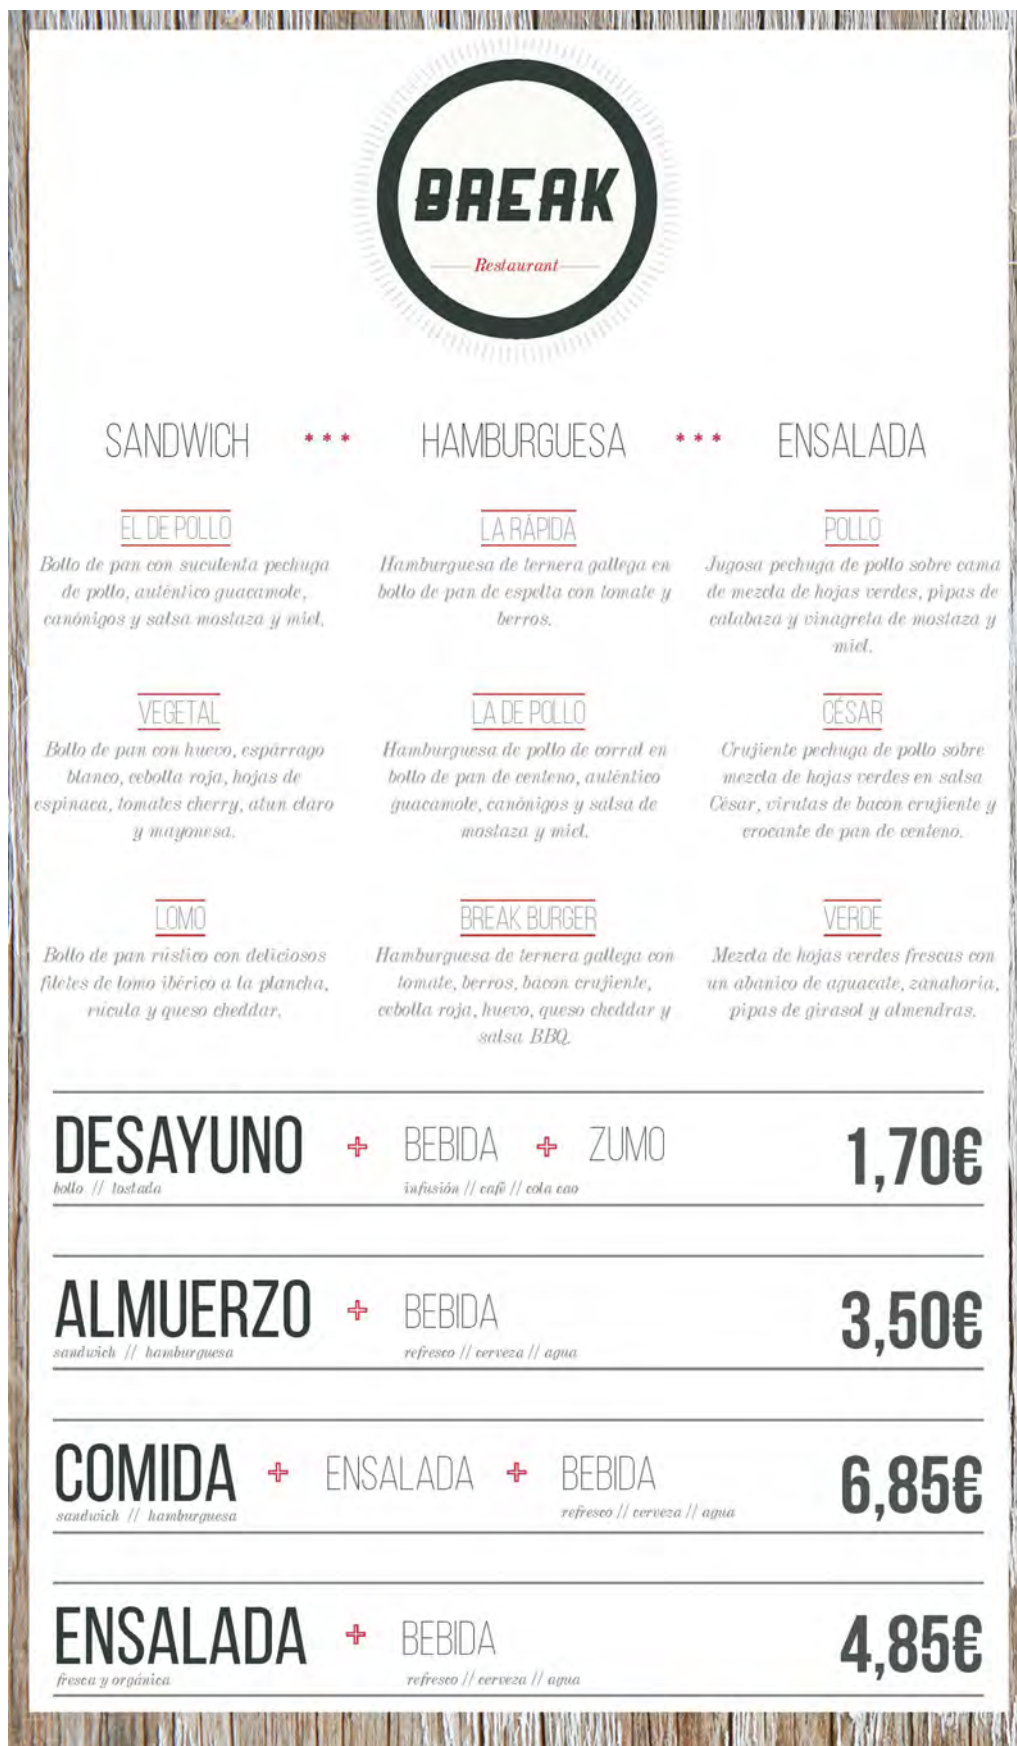 BREAK
Restaurant
SANDWICH *** HAMBURGUESA *** ENSALADA
EL DE POLLO
Bollo de pan con suculenta pechuga
de pollo, auténtico guacamole,
canónigos y salsa mostaza y miel.
LA RÁPIDA
Hamburguesa de ternera gallega en
bollo de pan de espelta con tomate y
berros.
POLLO
Jugosa pechuga de pollo sobre cama
de mezcla de hojas verdes, pipas de
calabaza y vinagreta de mostaza y
miel.
VEGETAL
Bollo de pan con huevo, espárrago
blanco, cebolla roja, hojas de
espinaca, tomates cherry, atun claro
y mayonesa.
LA DE POLLO
Hamburguesa de pollo de corral en
bollo de pan de centeno, auténtico
guacamole, canónigos y salsa de
mostaza y miel.
CÉSAR
Crujiente pechuga de pollo sobre
mezcla de hojas verdes en salsa
César, virutas de bacon crujiente y
crocante de pan de centeno.
LOMO
Bollo de pan rústico con deliciosos
filetes de lomo ibérico a la plancha,
rúcula y queso cheddar.
BREAK BURGER
Hamburguesa de ternera gallega con
tomate, berros, bacon crujiente,
cebolla roja, huevo, queso cheddar y
salsa BBQ.
VERDE
Mezcla de hojas verdes frescas con
un abanico de aguacate, zanahoria,
pipas de girasol y almendras.
DESAYUNO + BEBIDA + ZUMO 1,70€
bollo // tostada infusión // café // cola cao
ALMUERZO + BEBIDA 3,50€
sandwich // hamburguesa refresco // cerveza // agua
COMIDA + ENSALADA + BEBIDA 6,85€
sandwich // hamburguesa refresco // cerveza // agua
ENSALADA + BEBIDA 4,85€
fresca y orgánica refresco // cerveza // agua